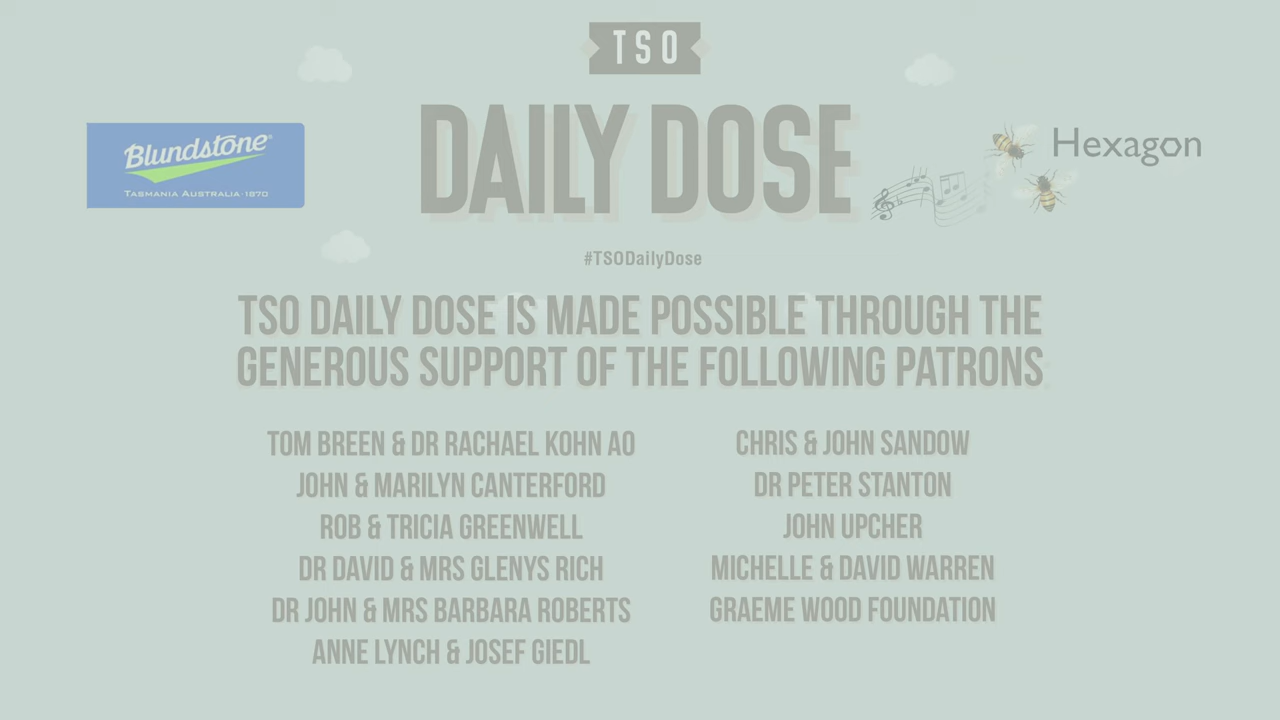 TSO
DAILY DOSE
Blundstone®
TASMANIA AUSTRALIA·1870
Hexagon
#TSODailyDose
TSO DAILY DOSE IS MADE POSSIBLE THROUGH THE
GENEROUS SUPPORT OF THE FOLLOWING PATRONS
TOM BREEN & DR RACHAEL KOHN AO
JOHN & MARILYN CANTERFORD
ROB & TRICIA GREENWELL
DR DAVID & MRS GLENYS RICH
DR JOHN & MRS BARBARA ROBERTS
ANNE LYNCH & JOSEF GIEDL
CHRIS & JOHN SANDOW
DR PETER STANTON
JOHN UPCHER
MICHELLE & DAVID WARREN
GRAEME WOOD FOUNDATION